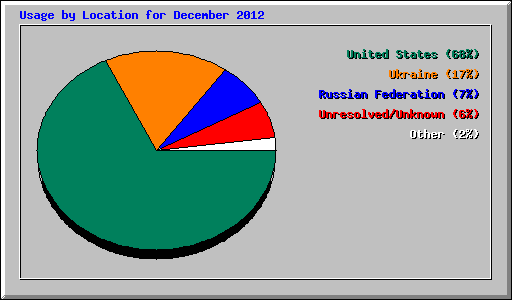 Usage by Location for December 2012
United States (68%)
Ukraine (17%)
Russian Federation (7%)
Unresolved/Unknown (6%)
Other (2%)